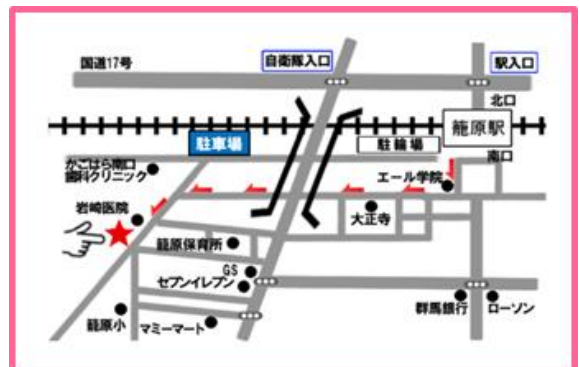 国道17号
自衛隊入口
駅入口
北口
籠原駅
駐車場
駐輪場
南口
かごはら南口
歯科クリニック
エール学院
岩崎医院
大正寺
籠原保育所
GS
セブンイレブン
群馬銀行
ローソン
籠原小
マミーマート